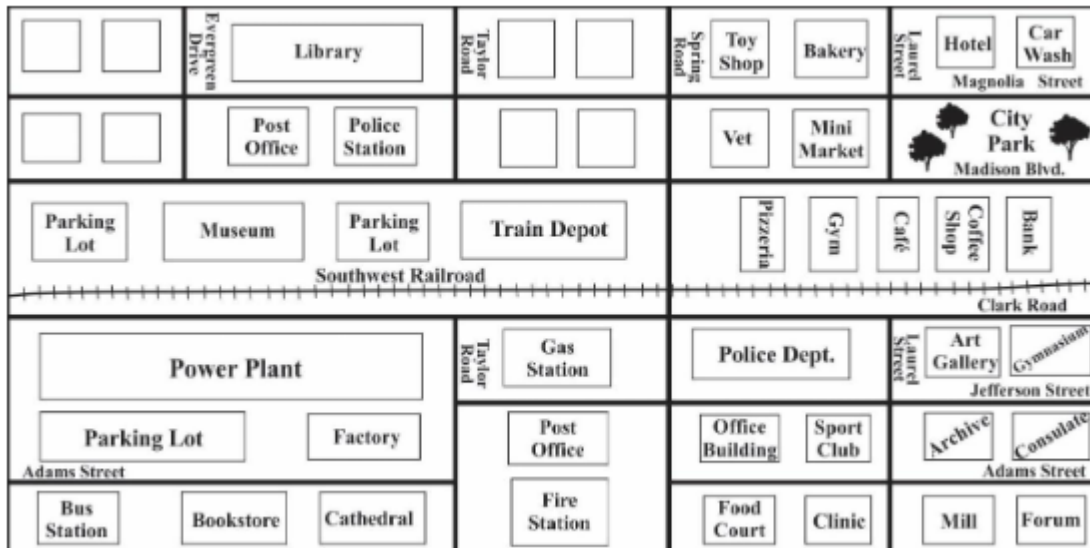 Evergreen
Drive
Library
Taylor
Road
Spring
Road
Toy
Shop
Bakery
Laurel
Street
Hotel
Car
Wash
Magnolia Street
Post
Office
Police
Station
Vet
Mini
Market
City
Park
Madison Blvd.
Parking
Lot
Museum
Parking
Lot
Train Depot
Pizzeria
Gym
Café
Coffee
Shop
Bank
Southwest Railroad
Clark Road
Power Plant
Taylor
Road
Gas
Station
Police Dept.
Laurel
Street
Art
Gallery
Gymnasium
Jefferson Street
Parking Lot
Factory
Post
Office
Office
Building
Sport
Club
Archive
Consulate
Adams Street
Adams Street
Bus
Station
Bookstore
Cathedral
Fire
Station
Food
Court
Clinic
Mill
Forum